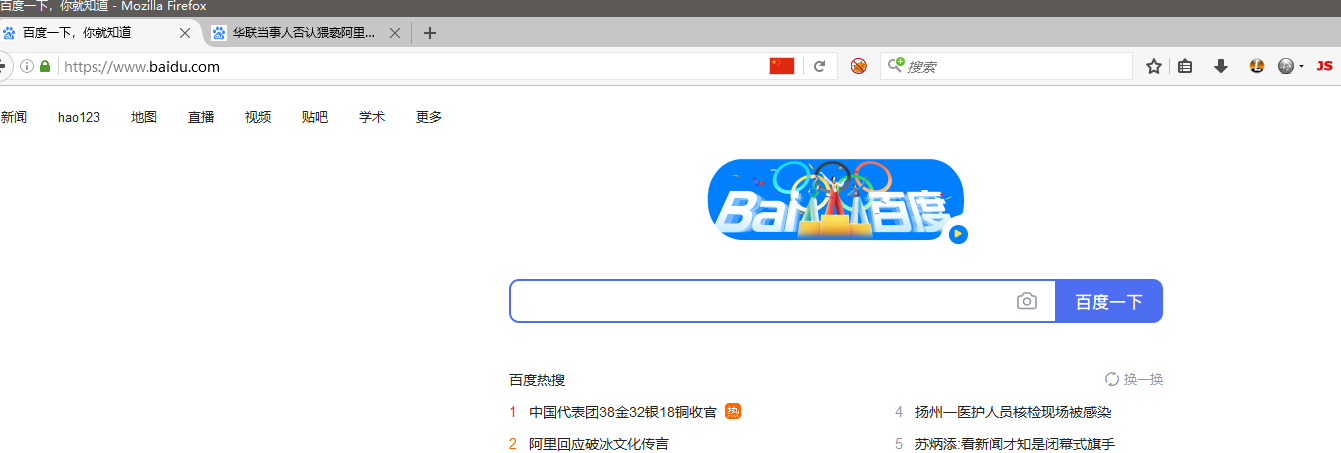 百度一下，你就知道 - Mozilla Firefox
百度一下，你就知道 华联当事人否认猥亵阿里...
https://www.baidu.com 搜索 JS
新闻 hao123 地图 直播 视频 贴吧 学术 更多
Bai 百度
百度一下
百度热搜 换一换
1 中国代表团38金32银18铜收官 热 4 扬州一医护人员核检现场被感染
2 阿里回应破冰文化传言 5 苏炳添:看新闻才知是闭幕式旗手